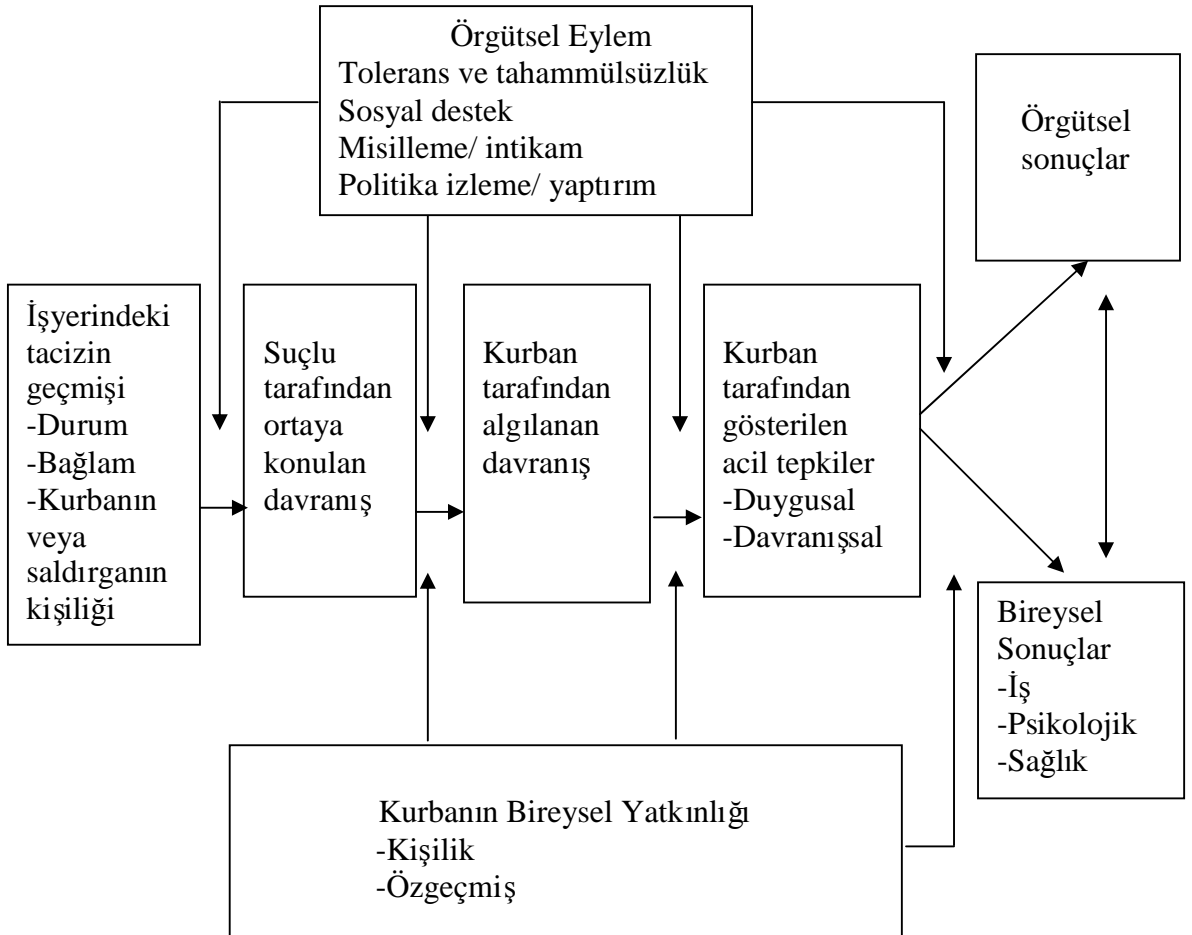 Örgütsel Eylem
Tolerans ve tahammülsüzlük
Sosyal destek
Misilleme/ intikam
Politika izleme/ yaptırım
Örgütsel
sonuçlar
İşyerindeki
tacizin
geçmişi
-Durum
-Bağlam
-Kurbanın
veya
saldırganın
kişiliği
Suçlu
tarafından
ortaya
konulan
davranış
Kurban
tarafından
algılanan
davranış
Kurban
tarafından
gösterilen
acil tepkiler
-Duygusal
-Davranışsal
Bireysel
Sonuçlar
-İş
-Psikolojik
-Sağlık
Kurbanın Bireysel Yatkınlığı
-Kişilik
-Özgeçmiş